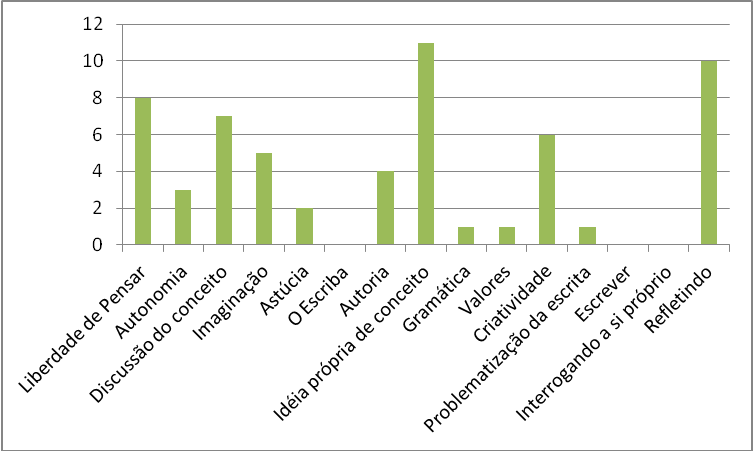 12
10
8
6
4
2
0
Liberdade de Pensar
Autonomia
Discussão do conceito
Imaginação
Astúcia
O Escriba
Autoria
Idéia própria de conceito
Gramática
Valores
Criatividade
Problematização da escrita
Escrever
Interrogando a si próprio
Refletindo